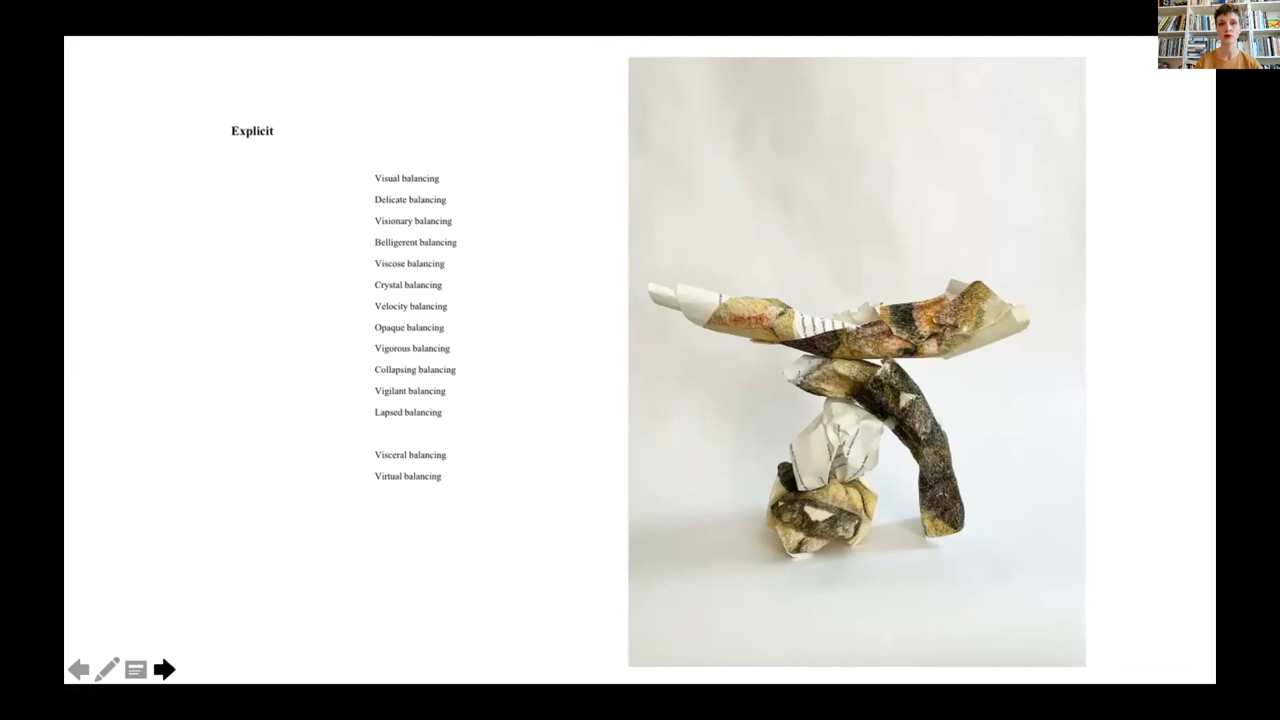 Explicit
Visual balancing
Delicate balancing
Visionary balancing
Belligerent balancing
Viscose balancing
Crystal balancing
Velocity balancing
Opaque balancing
Vigorous balancing
Collapsing balancing
Vigilant balancing
Lapsed balancing
Visceral balancing
Virtual balancing